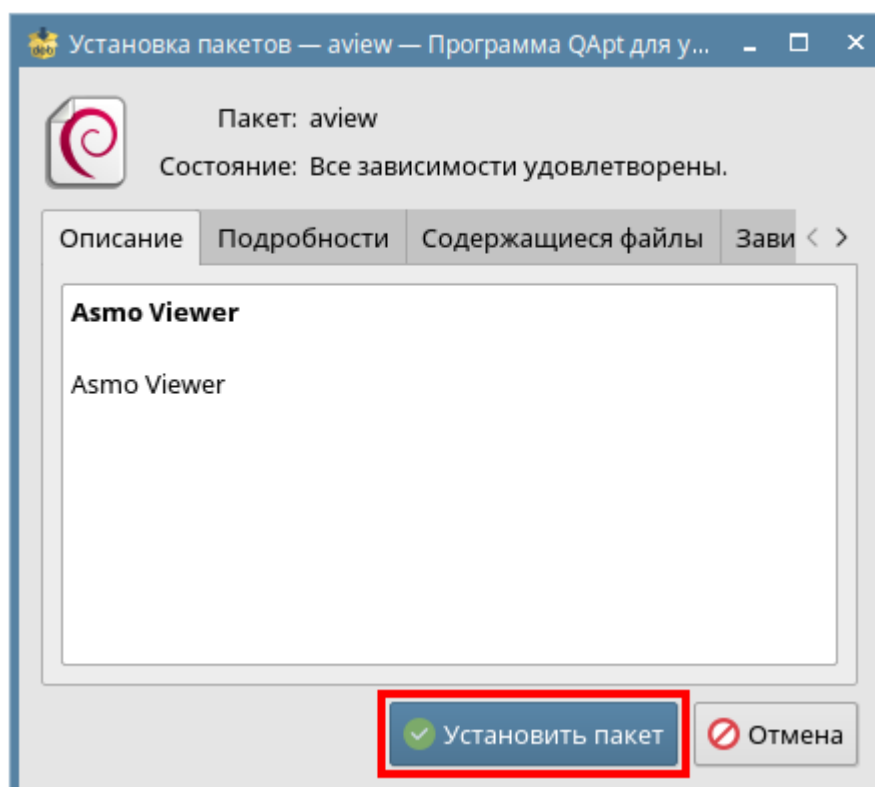 Установка пакетов — aview — Программа QApt для у...
Пакет: aview
Состояние: Все зависимости удовлетворены.
Описание Подробности Содержащиеся файлы Зави
Asmo Viewer
Asmo Viewer
Установить пакет Отмена